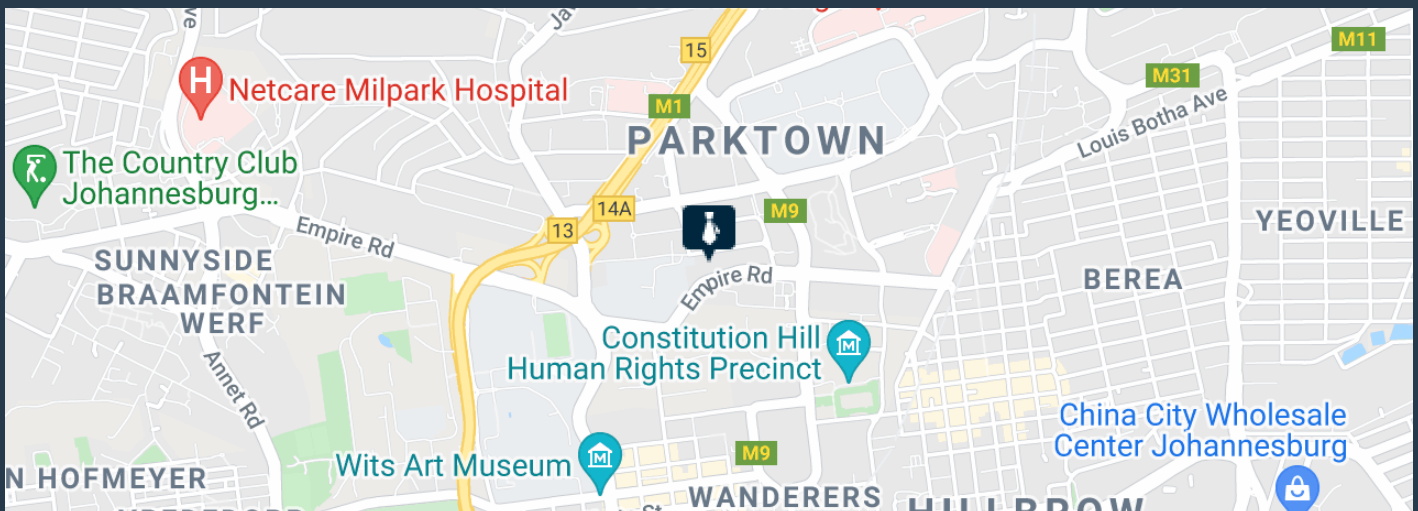 Ave
15
M11
M31
H
Netcare Milpark Hospital
M1
Louis Botha Ave
PARKTOWN
The Country Club
Johannesburg...
14A
M9
13
YEOVILLE
Empire Rd
SUNNYSIDE
BRAAMFONTEIN
WERF
Empire Rd
BEREA
Constitution Hill
Human Rights Precinct
Annet Rd
China City Wholesale
Center Johannesburg
M9
Wits Art Museum
N HOFMEYER
WANDERERS
HILLBROW
St